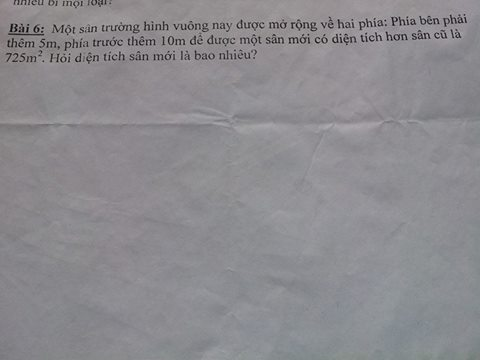 nhiêu bi mỗi loại?
Bài 6: Một sân trường hình vuông nay được mở rộng về hai phía: Phía bên phải
thêm 5m, phía trước thêm 10m để được một sân mới có diện tích hơn sân cũ là
725m². Hỏi diện tích sân mới là bao nhiêu?